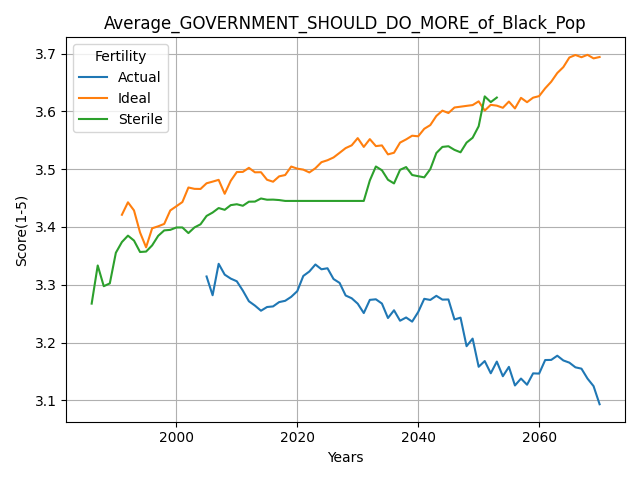 Average_GOVERNMENT_SHOULD_DO_MORE_of_Black_Pop
Fertility
Actual
Ideal
Sterile
Score(1-5)
3.7
3.6
3.5
3.4
3.3
3.2
3.1
2000 2020 2040 2060
Years